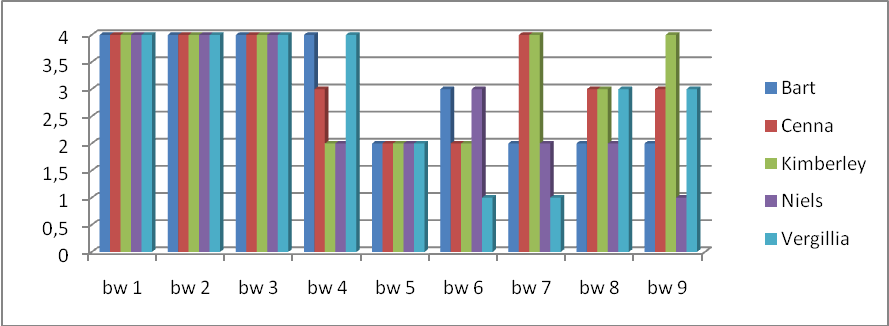 4
3,5
3
2,5
2
1,5
1
0,5
0
bw 1 bw 2 bw 3 bw 4 bw 5 bw 6 bw 7 bw 8 bw 9
Bart
Cenna
Kimberley
Niels
Vergillia